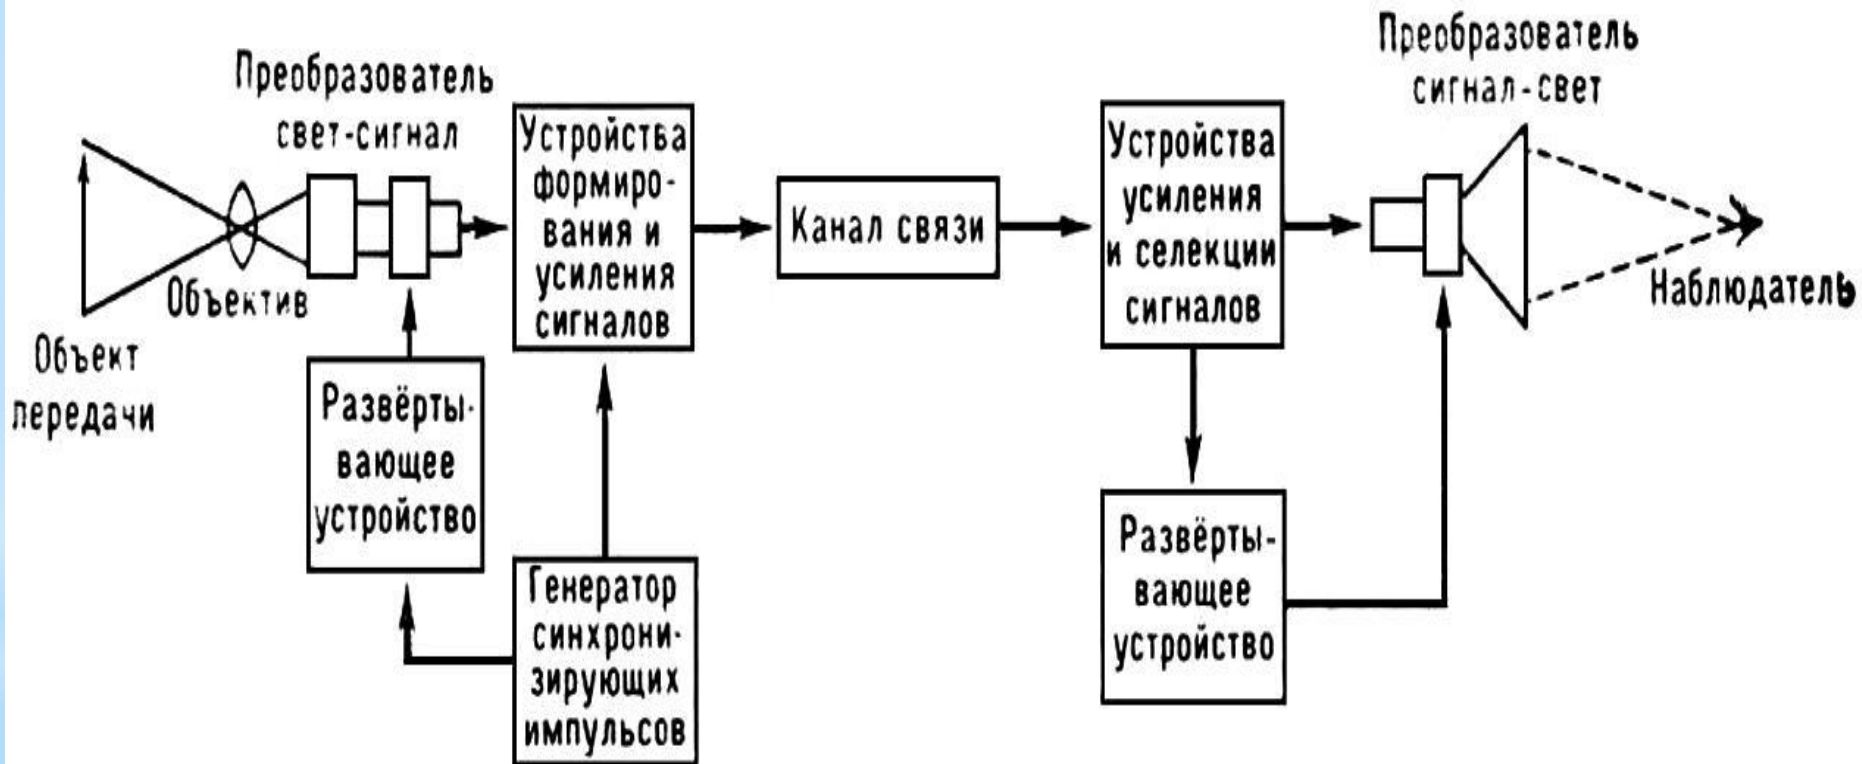 Преобразователь
свет-сигнал
Объектив
Объект
передачи
Устройства
формиро-
вания и
усиления
сигналов
Развёрты-
вающее
устройство
Генератор
синхрони-
зирующих
импульсов
Канал связи
Устройства
усиления
и селекции
сигналов
Развёрты-
вающее
устройство
Преобразователь
сигнал-свет
Наблюдатель